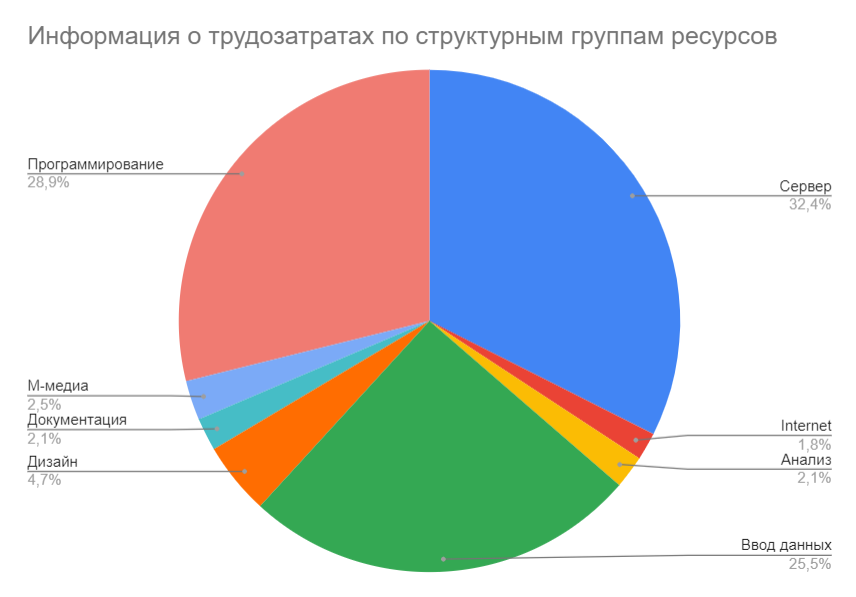 Информация о трудозатратах по структурным группам ресурсов
Программирование
28,9%
Сервер
32,4%
М-медиа
2,5%
Документация
2,1%
Дизайн
4,7%
Internet
1,8%
Анализ
2,1%
Ввод данных
25,5%